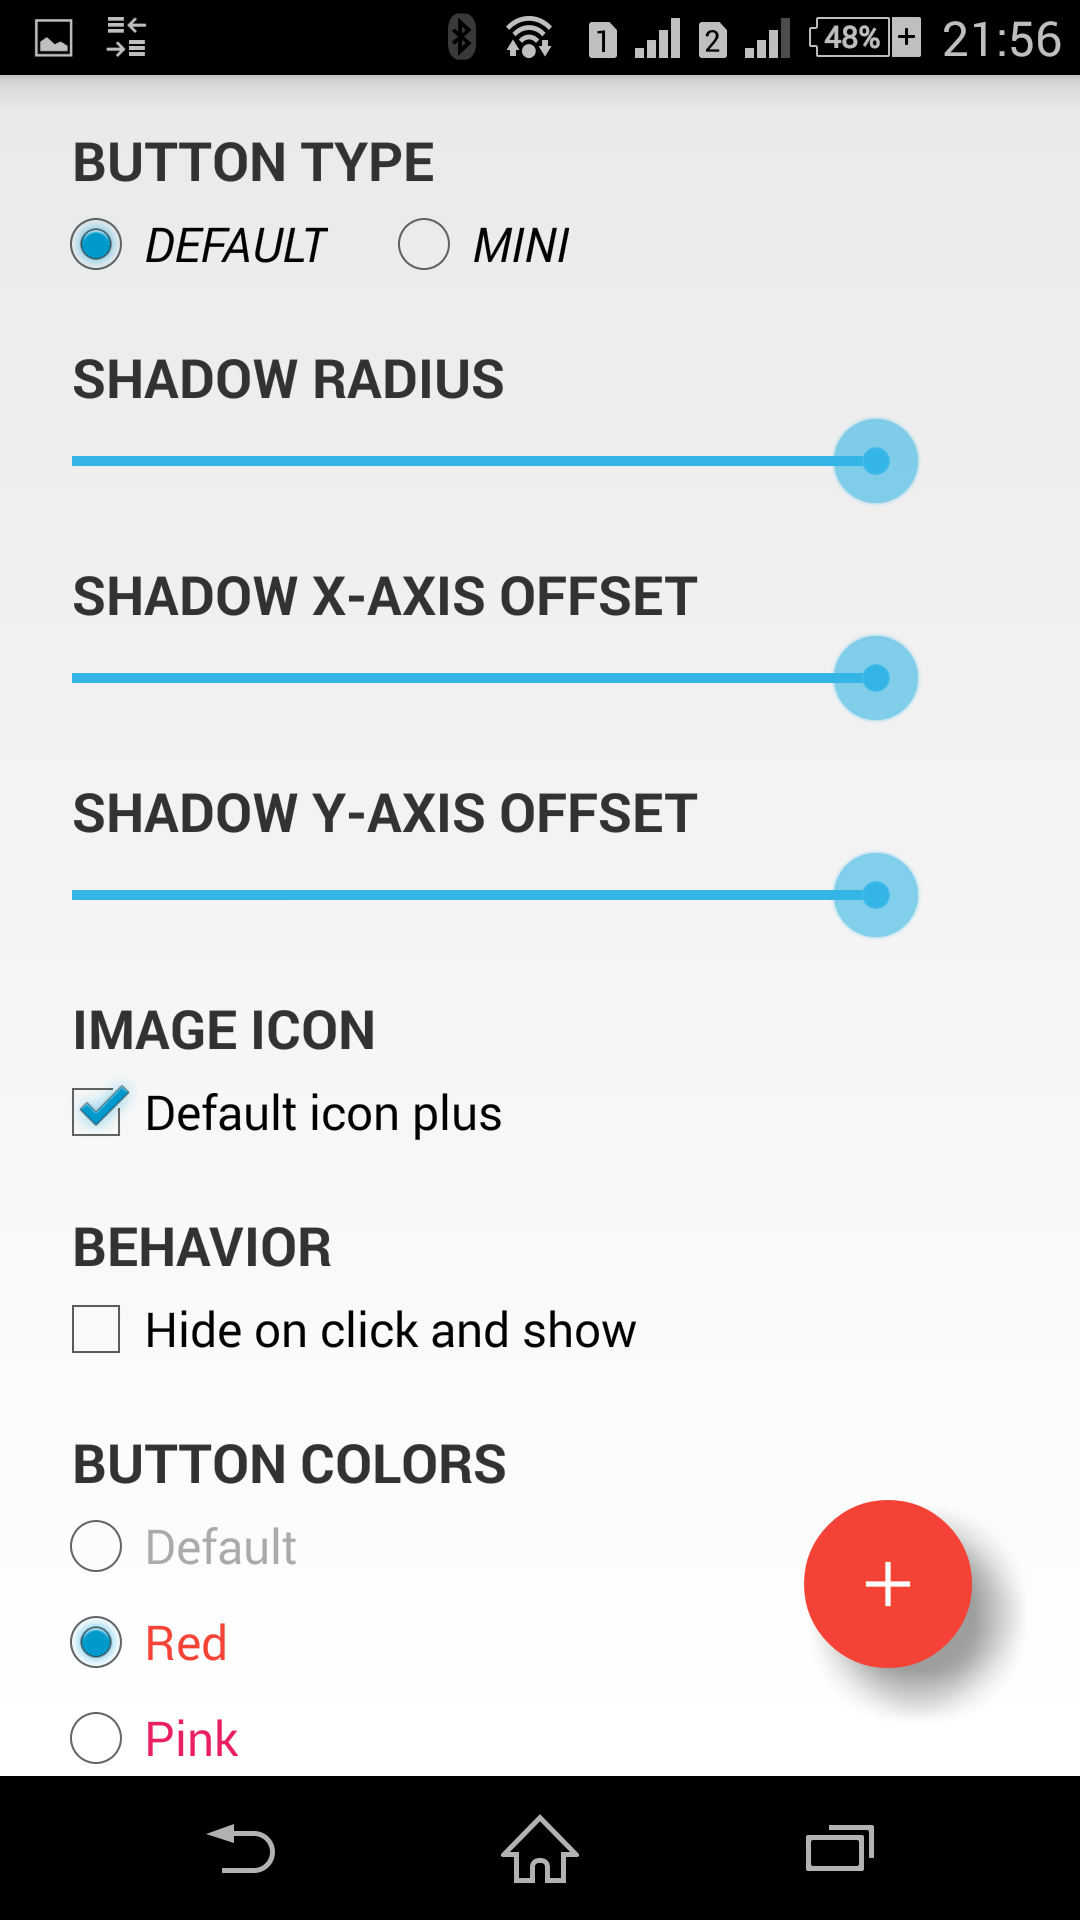 1 2 48% 21:56
BUTTON TYPE
DEFAULT MINI
SHADOW RADIUS
SHADOW X-AXIS OFFSET
SHADOW Y-AXIS OFFSET
IMAGE ICON
Default icon plus
BEHAVIOR
Hide on click and show
BUTTON COLORS
Default
Red
Pink